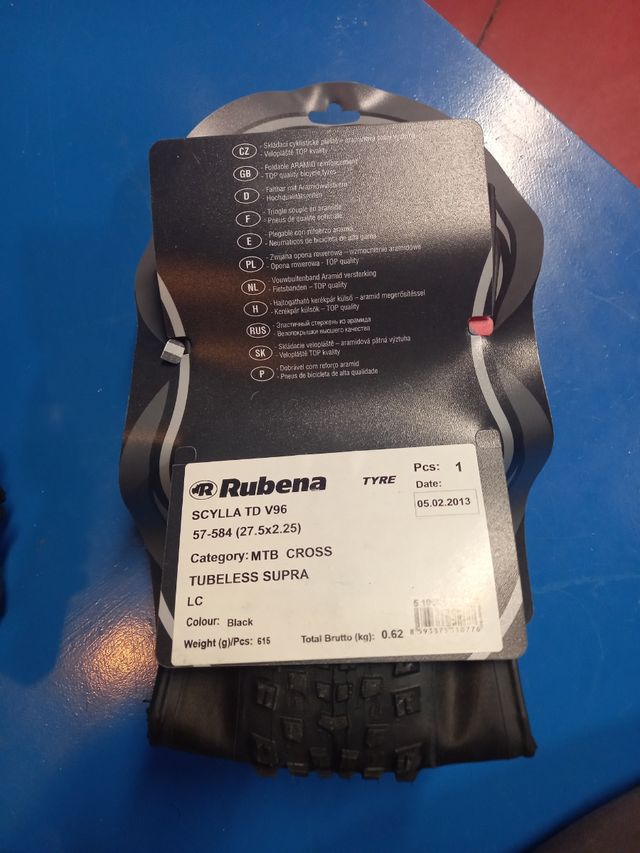 CZ - Skládací cyklistické pláště – aramidová patní výztuha
- Velopláště TOP kvality
GB - Foldable ARAMID reinforcement
- TOP quality bicycle tyres
D - Faltbar mit Aramidwulstkern
- Hochqualitätsreifen
F - Tringle souple en aramide
- Pneus de qualité optimale
E - Plegable con refuerzo aramid
- Neumáticos de bicicleta de alta gama
PL - Zwijana opona rowerowa – wzmocnienie aramidowe
- Opona rowerowa - TOP quality
NL - Vouwbuitenband Aramid versterking
- Fietsbanden – TOP quality
H - Hajtogatható kerékpár külső – aramid megerősítéssel
- Kerékpár külsők – TOP quality
RUS - Эластичный стержень из арамида
- Велопокрышки высшего качества
SK - Skládacie veloplášte – aramidová pätná výztuha
- Veloplášte TOP kvality
P - Dobrável com reforço aramid
- Pneus de bicicleta de alta qualidade
R Rubena TYRE Pcs: 1
Date:
05.02.2013
SCYLLA TD V96
57-584 (27.5x2.25)
Category: MTB CROSS
TUBELESS SUPRA
LC
Colour: Black
Weight (g)/Pcs: 615 Total Brutto (kg): 0.62